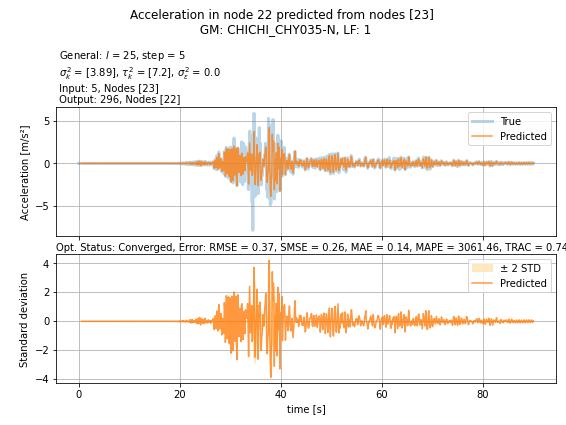 Acceleration in node 22 predicted from nodes [23]
GM: CHICHI_CHY035-N, LF: 1
General: l = 25, step = 5
σ²ₖ = [3.89], τ²ₖ = [7.2], σ²ε = 0.0
Input: 5, Nodes [23]
Output: 296, Nodes [22]
Acceleration [m/s²]
5
0
−5
True
Predicted
Opt. Status: Converged, Error: RMSE = 0.37, SMSE = 0.26, MAE = 0.14, MAPE = 3061.46, TRAC = 0.74
Standard deviation
4
2
0
−2
−4
± 2 STD
Predicted
0 20 40 60 80
time [s]